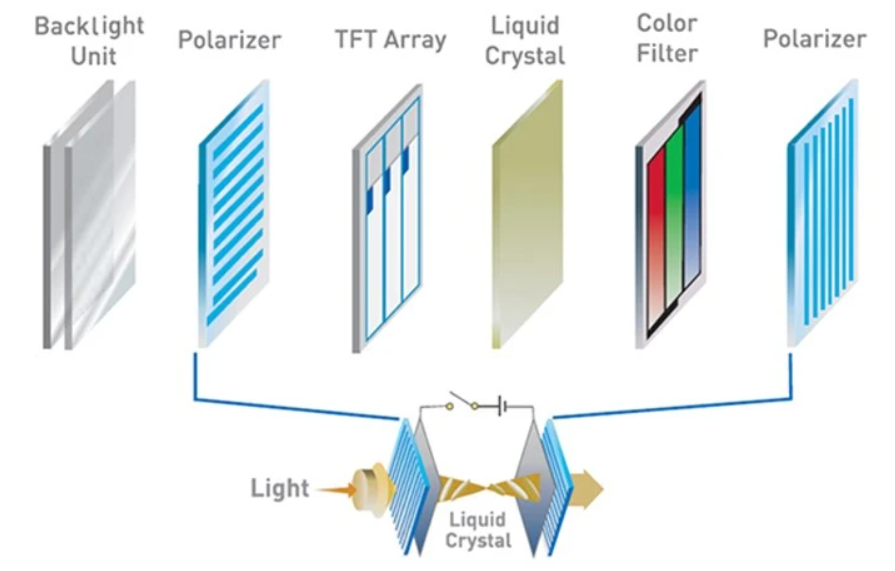 Backlight
Unit
Polarizer
TFT Array
Liquid
Crystal
Color
Filter
Polarizer
Light
Liquid
Crystal